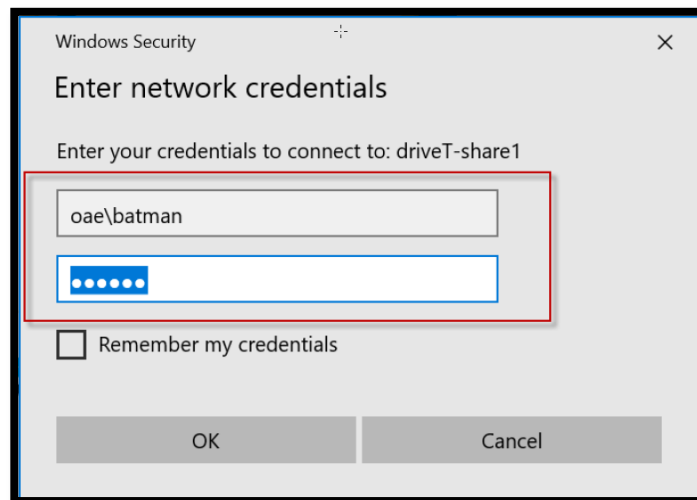 Windows Security
Enter network credentials
Enter your credentials to connect to: driveT-share1
oae\batman
●●●●●●
Remember my credentials
OK
Cancel